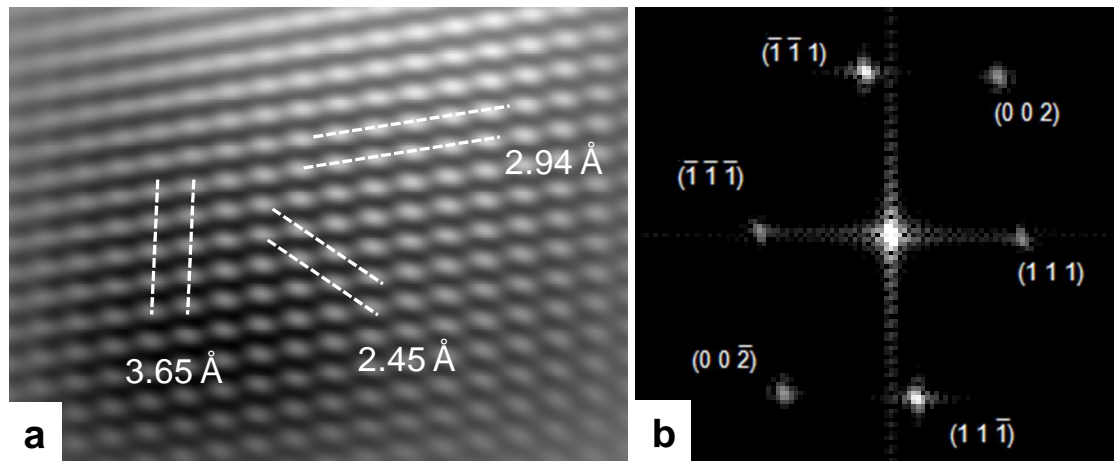 2.94 Å
3.65 Å
2.45 Å
a
(1̅ 1̅ 1)
(0 0 2)
(1̅ 1̅ 1̅)
(1 1 1)
(0 0 2̅)
(1 1 1̅)
b